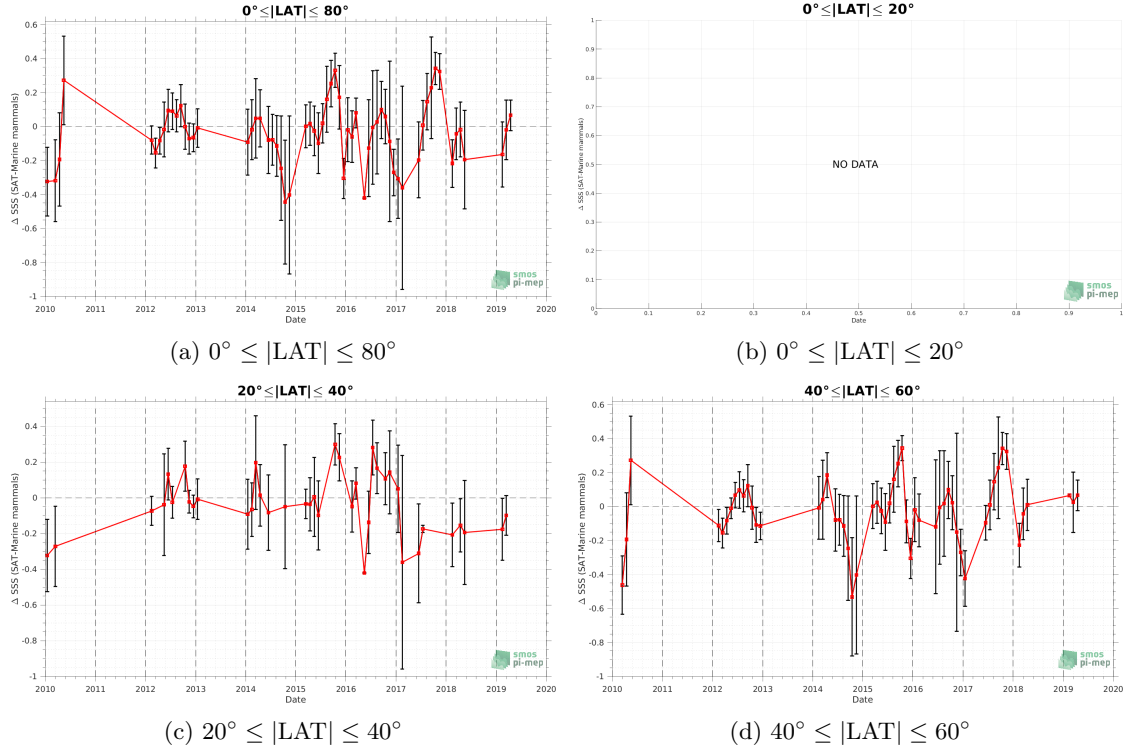 0°≤|LAT|≤ 80°
0.6
0.4
0.2
0
-0.2
-0.4
-0.6
-0.8
-1
Δ SSS (SAT-Marine mammals)
2010 2011 2012 2013 2014 2015 2016 2017 2018 2019 2020
Date
smos
pi-mep
(a) 0° ≤ |LAT| ≤ 80°
0°≤|LAT|≤ 20°
1
0.9
0.8
0.7
0.6
0.5
0.4
0.3
0.2
0.1
0
Δ SSS (SAT-Marine mammals)
NO DATA
0 0.1 0.2 0.3 0.4 0.5 0.6 0.7 0.8 0.9 1
Date
smos
pi-mep
(b) 0° ≤ |LAT| ≤ 20°
20°≤|LAT|≤ 40°
0.4
0.2
0
-0.2
-0.4
-0.6
-0.8
-1
Δ SSS (SAT-Marine mammals)
2010 2011 2012 2013 2014 2015 2016 2017 2018 2019 2020
Date
smos
pi-mep
(c) 20° ≤ |LAT| ≤ 40°
40°≤|LAT|≤ 60°
0.6
0.4
0.2
0
-0.2
-0.4
-0.6
-0.8
-1
Δ SSS (SAT-Marine mammals)
2010 2011 2012 2013 2014 2015 2016 2017 2018 2019 2020
Date
smos
pi-mep
(d) 40° ≤ |LAT| ≤ 60°